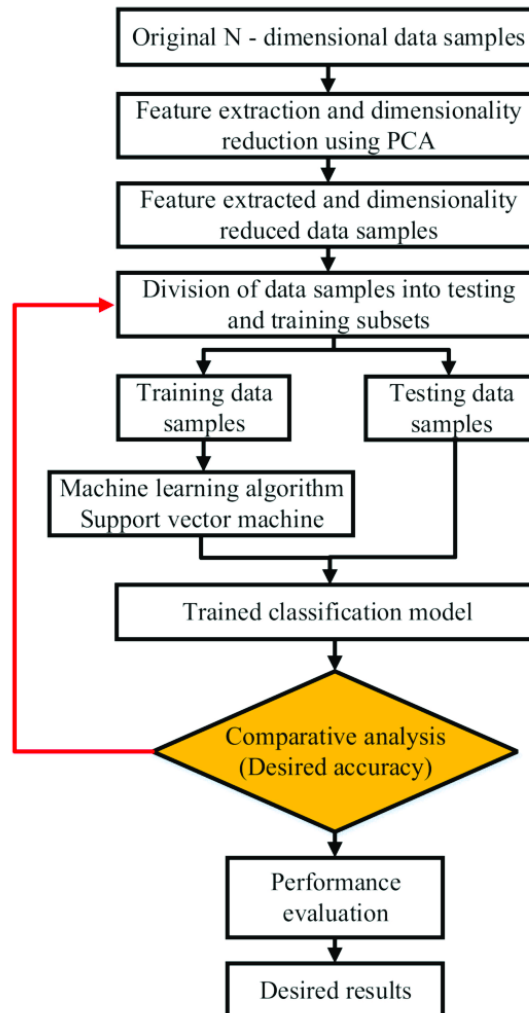 Original N - dimensional data samples
Feature extraction and dimensionality
reduction using PCA
Feature extracted and dimensionality
reduced data samples
Division of data samples into testing
and training subsets
Training data
samples
Testing data
samples
Machine learning algorithm
Support vector machine
Trained classification model
Comparative analysis
(Desired accuracy)
Performance
evaluation
Desired results